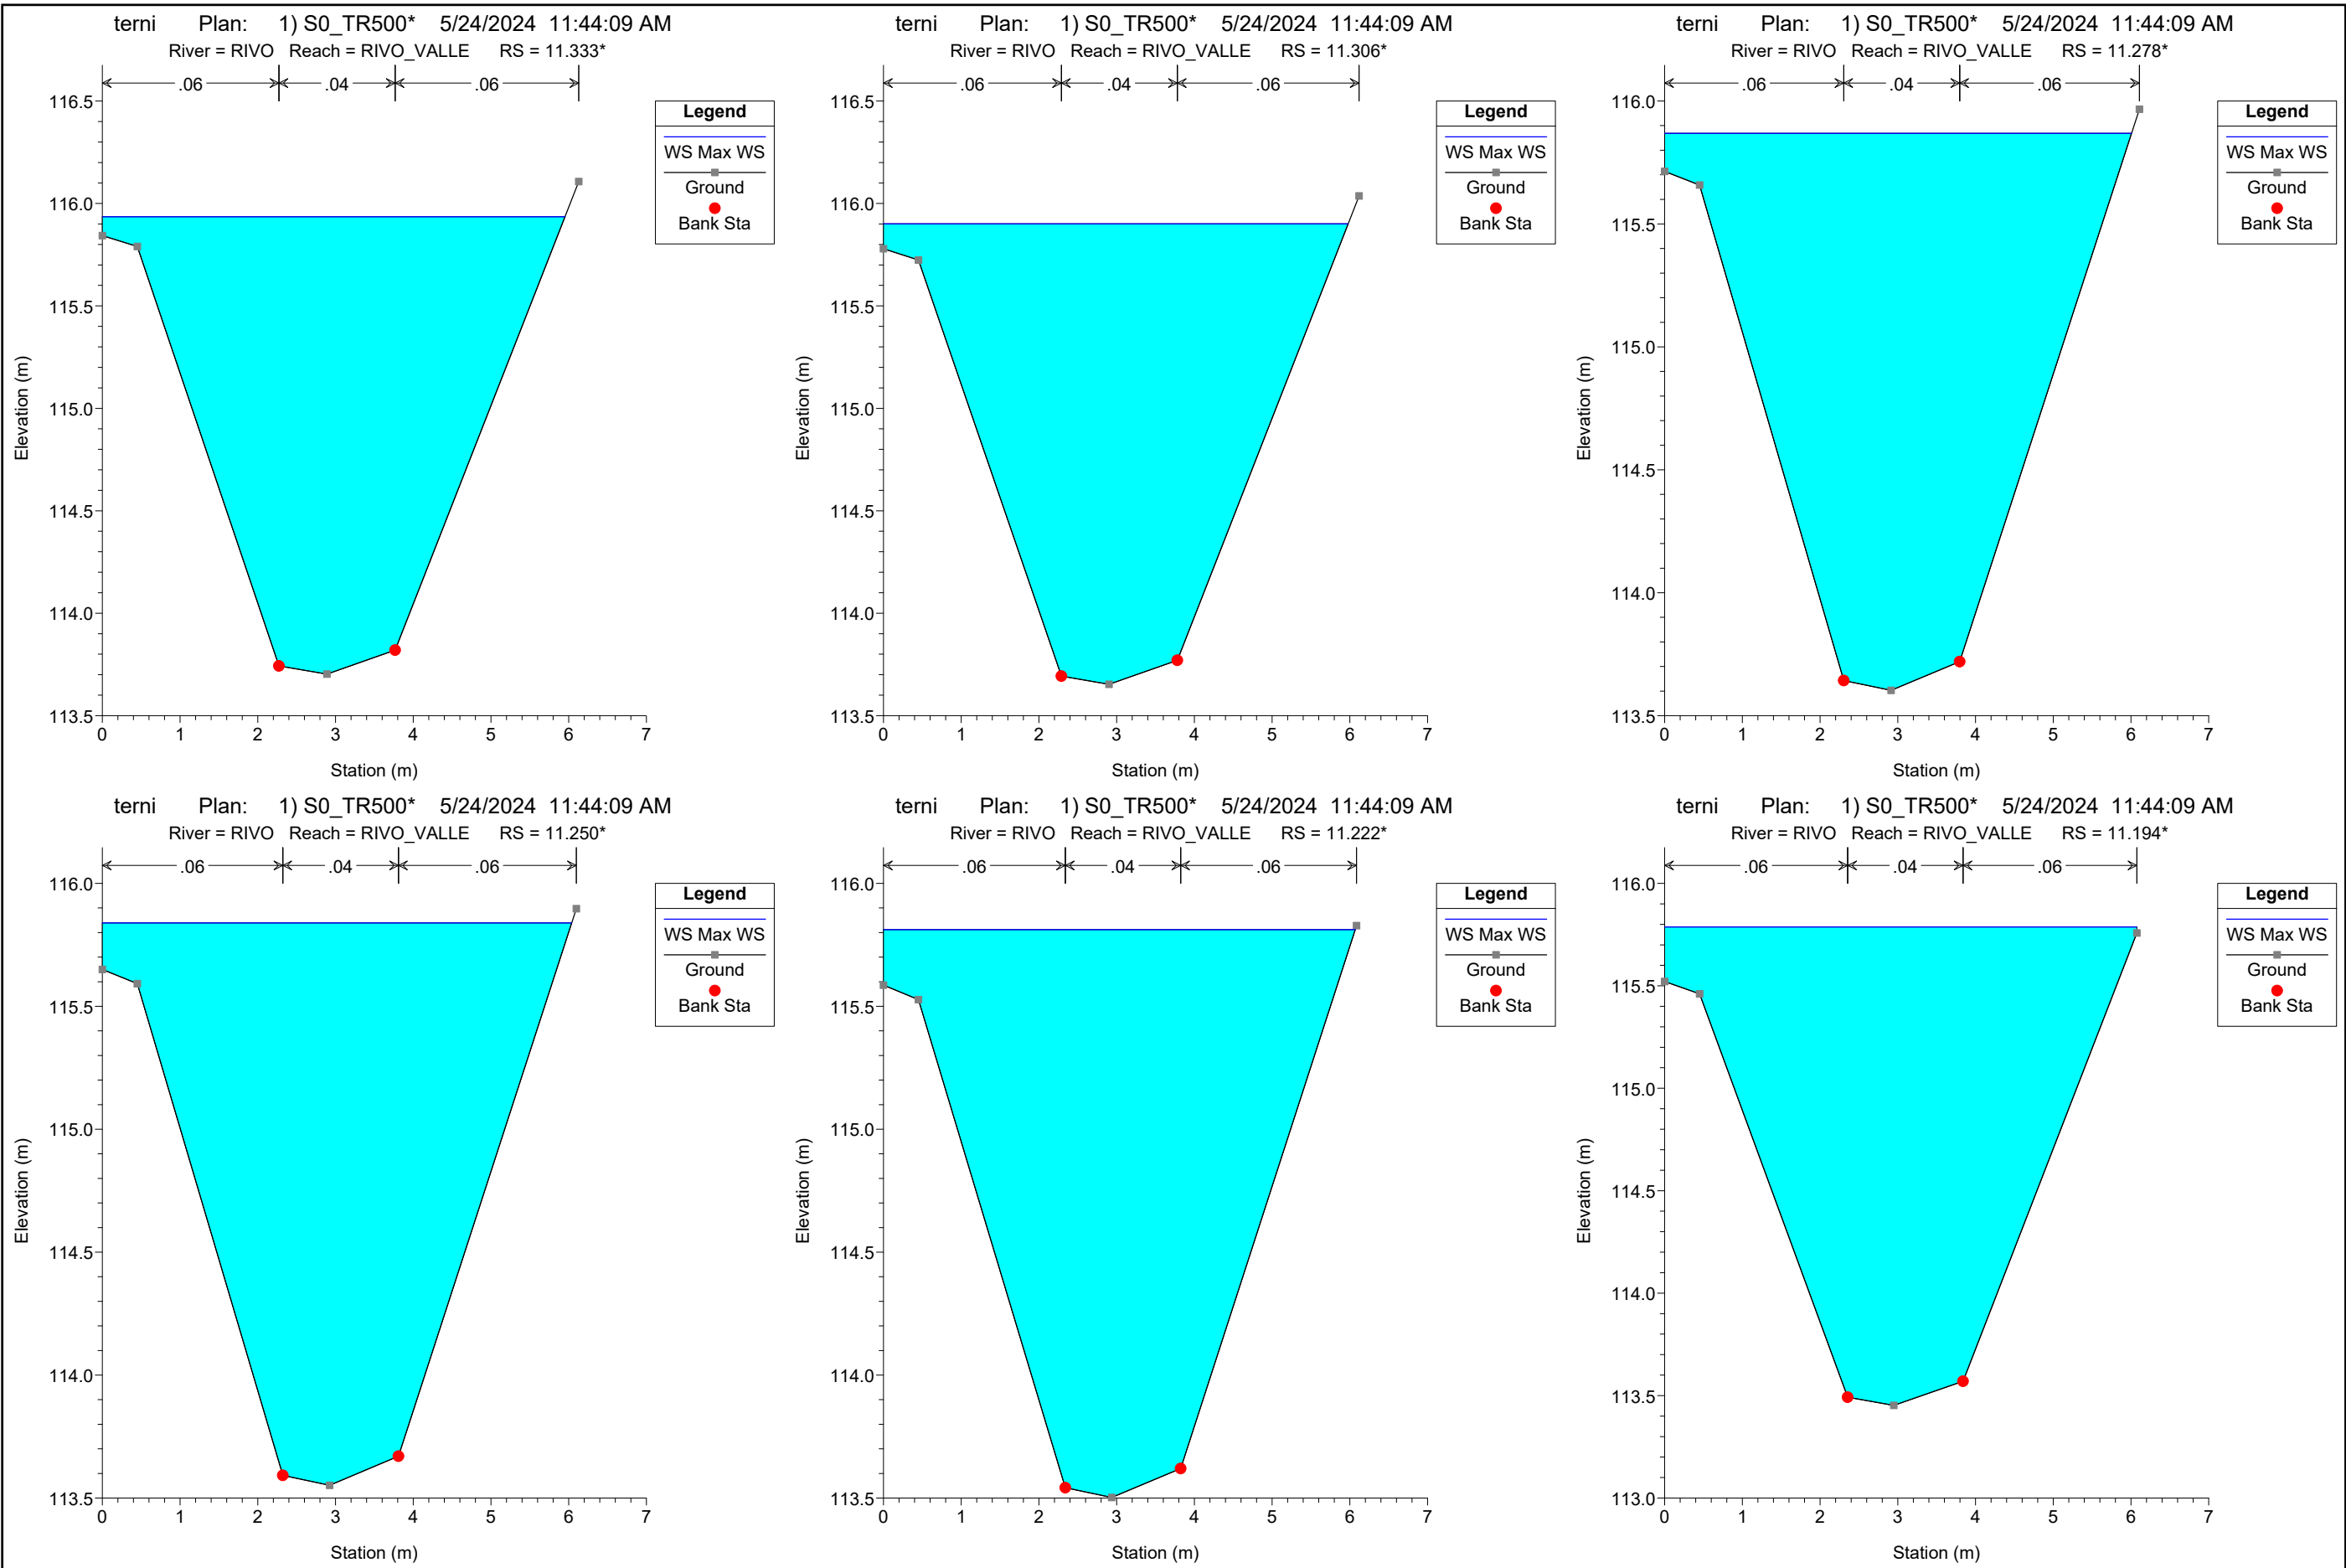 terni Plan: 1) S0_TR500* 5/24/2024 11:44:09 AM
River = RIVO Reach = RIVO_VALLE RS = 11.333*
.06 .04 .06
116.5
116.0
115.5
115.0
114.5
114.0
113.5
0 1 2 3 4 5 6 7
Station (m)
Elevation (m)
Legend
WS Max WS
Ground
Bank Sta
terni Plan: 1) S0_TR500* 5/24/2024 11:44:09 AM
River = RIVO Reach = RIVO_VALLE RS = 11.306*
.06 .04 .06
116.5
116.0
115.5
115.0
114.5
114.0
113.5
0 1 2 3 4 5 6 7
Station (m)
Elevation (m)
Legend
WS Max WS
Ground
Bank Sta
terni Plan: 1) S0_TR500* 5/24/2024 11:44:09 AM
River = RIVO Reach = RIVO_VALLE RS = 11.278*
.06 .04 .06
116.0
115.5
115.0
114.5
114.0
113.5
0 1 2 3 4 5 6 7
Station (m)
Elevation (m)
Legend
WS Max WS
Ground
Bank Sta
terni Plan: 1) S0_TR500* 5/24/2024 11:44:09 AM
River = RIVO Reach = RIVO_VALLE RS = 11.250*
.06 .04 .06
116.0
115.5
115.0
114.5
114.0
113.5
0 1 2 3 4 5 6 7
Station (m)
Elevation (m)
Legend
WS Max WS
Ground
Bank Sta
terni Plan: 1) S0_TR500* 5/24/2024 11:44:09 AM
River = RIVO Reach = RIVO_VALLE RS = 11.222*
.06 .04 .06
116.0
115.5
115.0
114.5
114.0
113.5
0 1 2 3 4 5 6 7
Station (m)
Elevation (m)
Legend
WS Max WS
Ground
Bank Sta
terni Plan: 1) S0_TR500* 5/24/2024 11:44:09 AM
River = RIVO Reach = RIVO_VALLE RS = 11.194*
.06 .04 .06
116.0
115.5
115.0
114.5
114.0
113.5
113.0
0 1 2 3 4 5 6 7
Station (m)
Elevation (m)
Legend
WS Max WS
Ground
Bank Sta